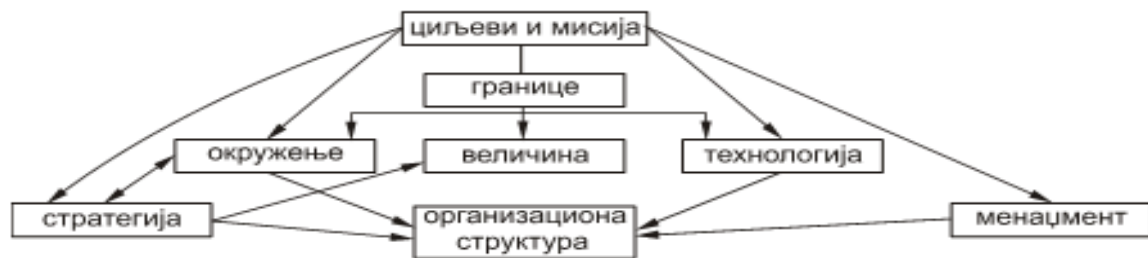 циљеви и мисија
границе
окружење
величина
технологија
стратегија
организациона
структура
менаџмент